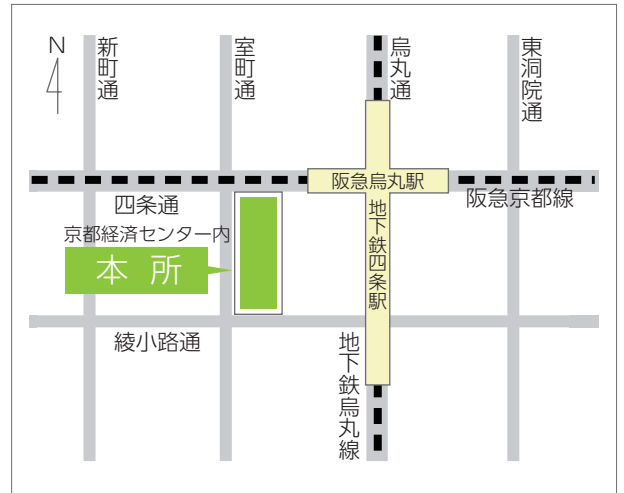 N
新町通
室町通
烏丸通
東洞院通
阪急烏丸駅
阪急京都線
四条通
京都経済センター内
本所
地下鉄四条駅
綾小路通
地下鉄烏丸線